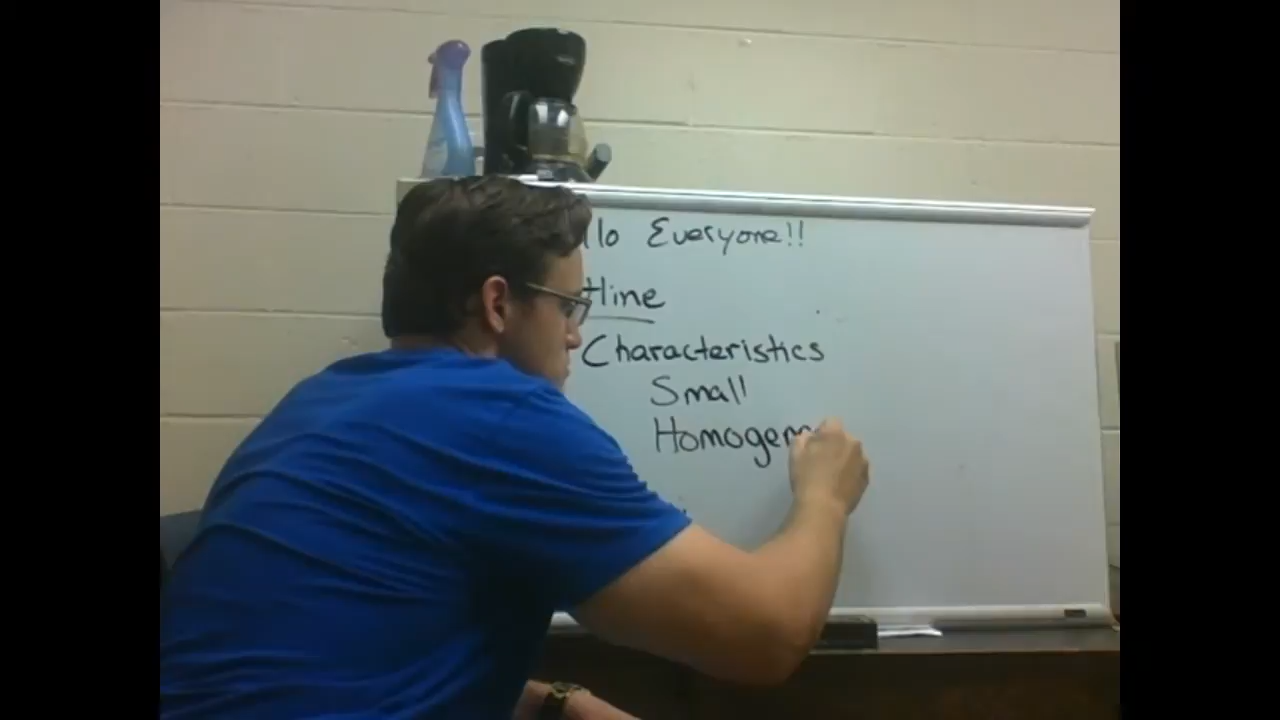 llo Everyone!!
tline
Characteristics
Small
Homogen